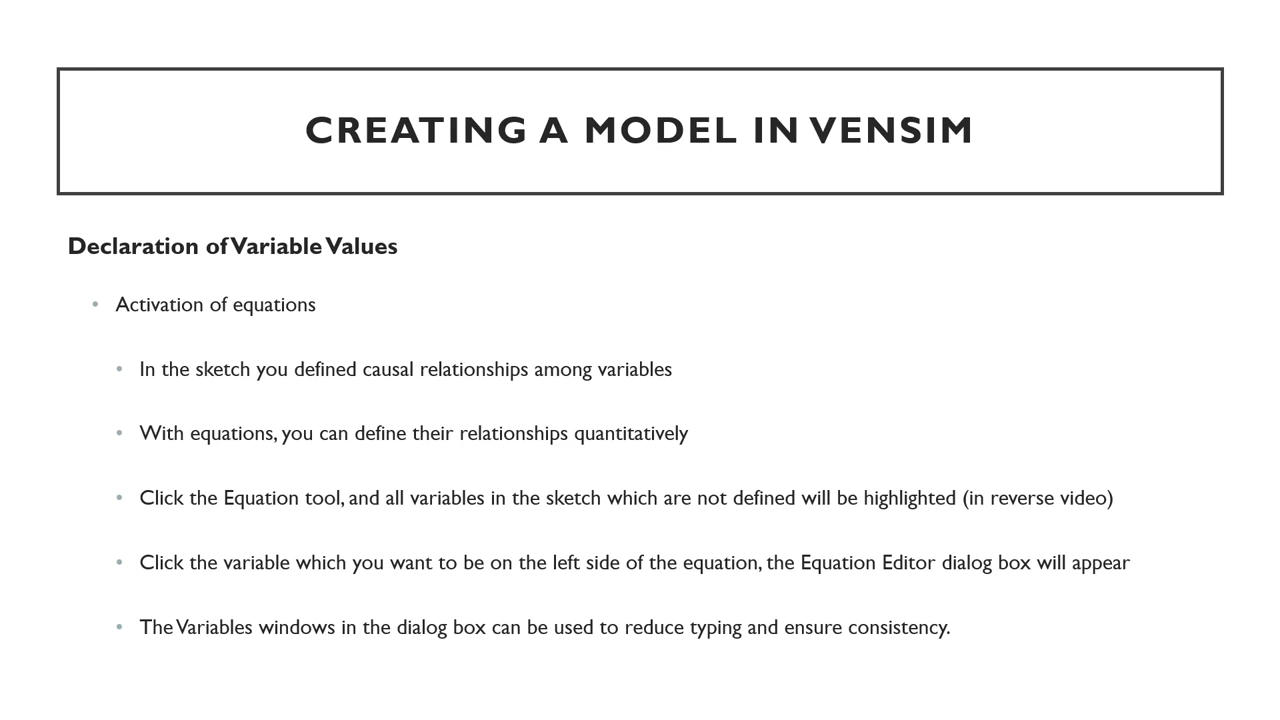 CREATING A MODEL IN VENSIM
Declaration of Variable Values
• Activation of equations
• In the sketch you defined causal relationships among variables
• With equations, you can define their relationships quantitatively
• Click the Equation tool, and all variables in the sketch which are not defined will be highlighted (in reverse video)
• Click the variable which you want to be on the left side of the equation, the Equation Editor dialog box will appear
• The Variables windows in the dialog box can be used to reduce typing and ensure consistency.